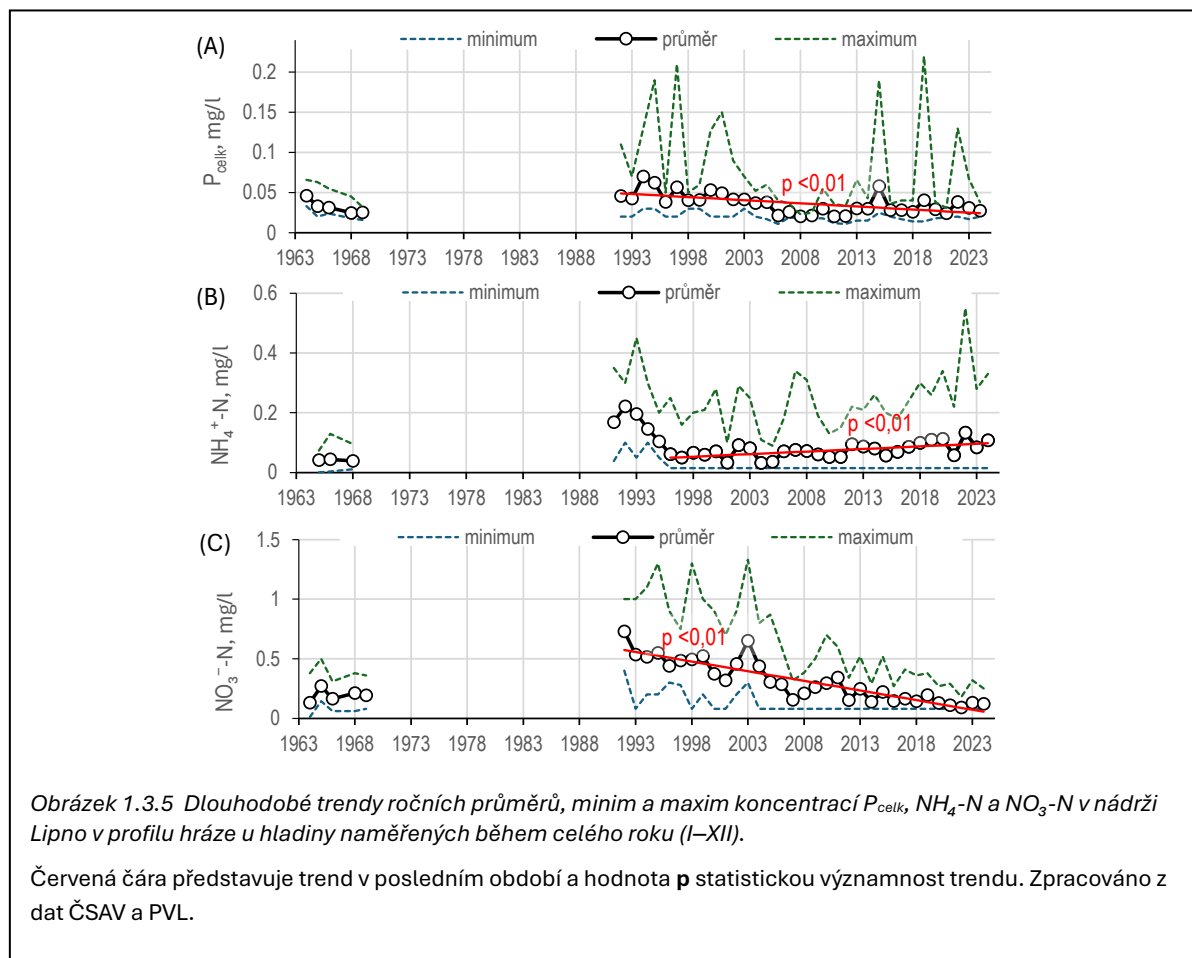 (A)
minimum průměr maximum
P_celk, mg/l
0.2
0.15
0.1
0.05
0
p <0,01
1963 1968 1973 1978 1983 1988 1993 1998 2003 2008 2013 2018 2023
(B)
minimum průměr maximum
NH₄⁺-N, mg/l
0.6
0.4
0.2
0
p <0,01
1963 1968 1973 1978 1983 1988 1993 1998 2003 2008 2013 2018 2023
(C)
minimum průměr maximum
NO₃⁻-N, mg/l
1.5
1
0.5
0
p <0,01
1963 1968 1973 1978 1983 1988 1993 1998 2003 2008 2013 2018 2023
Obrázek 1.3.5 Dlouhodobé trendy ročních průměrů, minim a maxim koncentrací P_celk, NH₄-N a NO₃-N v nádrži
Lipno v profilu hráze u hladiny naměřených během celého roku (I–XII).
Červená čára představuje trend v posledním období a hodnota p statistickou významnost trendu. Zpracováno z
dat ČSAV a PVL.